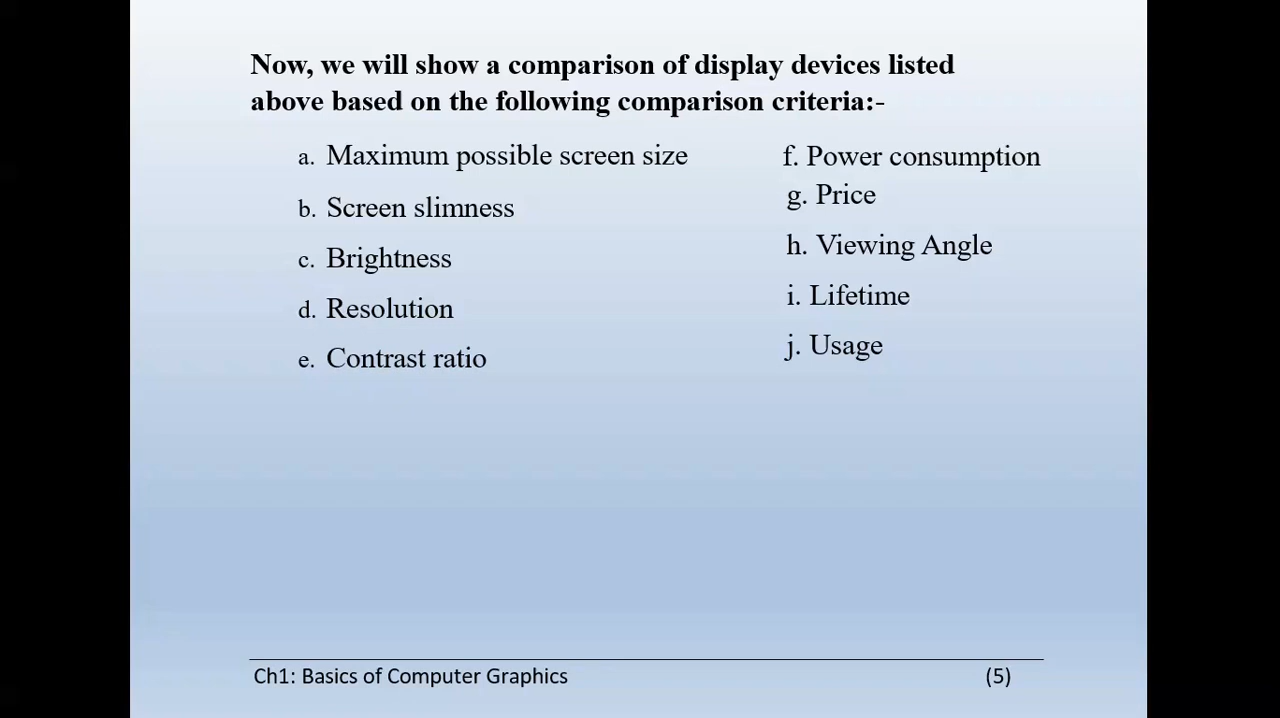 Now, we will show a comparison of display devices listed
above based on the following comparison criteria:-
a. Maximum possible screen size
b. Screen slimness
c. Brightness
d. Resolution
e. Contrast ratio
f. Power consumption
g. Price
h. Viewing Angle
i. Lifetime
j. Usage
Ch1: Basics of Computer Graphics (5)